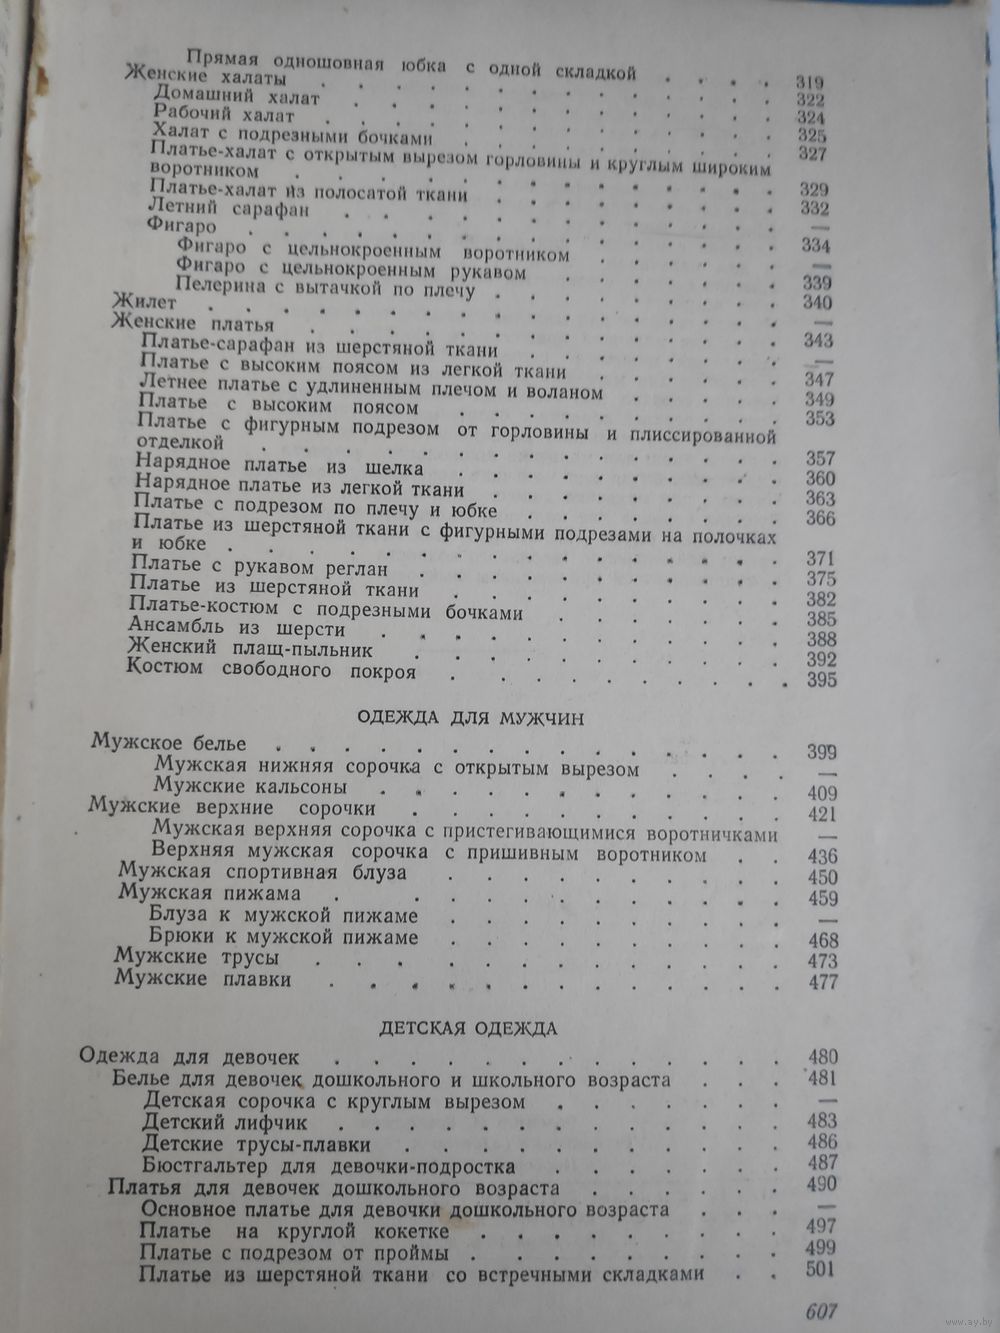 Прямая одношовная юбка с одной складкой . . . . 319
Женские халаты . . . . . . . . . . . . 322
Домашний халат . . . . . . . . . . . . 324
Рабочий халат . . . . . . . . . . . . 325
Халат с подрезными бочками . . . . . . . . 327
Платье-халат с открытым вырезом горловины и круглым широким
воротником . . . . . . . . . . . . 329
Платье-халат из полосатой ткани . . . . . . . 332
Летний сарафан . . . . . . . . . . . . —
Фигаро . . . . . . . . . . . . 334
Фигаро с цельнокроенным воротником . . . . . —
Фигаро с цельнокроенным рукавом . . . . . . 339
Пелерина с вытачкой по плечу . . . . . . . . 340
Жилет . . . . . . . . . . . . —
Женские платья . . . . . . . . . . . . 343
Платье-сарафан из шерстяной ткани . . . . . . —
Платье с высоким поясом из легкой ткани . . . . . 347
Летнее платье с удлиненным плечом и воланом . . . . 349
Платье с высоким поясом . . . . . . . . . 353
Платье с фигурным подрезом от горловины и плиссированной
отделкой . . . . . . . . . . . . 357
Нарядное платье из шелка . . . . . . . . . 360
Нарядное платье из легкой ткани . . . . . . . . 363
Платье с подрезом по плечу и юбке . . . . . . . 366
Платье из шерстяной ткани с фигурными подрезами на полочках
и юбке . . . . . . . . . . . . 371
Платье с рукавом реглан . . . . . . . . . . 375
Платье из шерстяной ткани . . . . . . . . . 382
Платье-костюм с подрезными бочками . . . . . . 385
Ансамбль из шерсти . . . . . . . . . . . 388
Женский плащ-пыльник . . . . . . . . . . 392
Костюм свободного покроя . . . . . . . . . 395
ОДЕЖДА ДЛЯ МУЖЧИН
Мужское белье . . . . . . . . . . . . 399
Мужская нижняя сорочка с открытым вырезом . . . . —
Мужские кальсоны . . . . . . . . . . . 409
Мужские верхние сорочки . . . . . . . . . . 421
Мужская верхняя сорочка с пристегивающимися воротничками —
Верхняя мужская сорочка с пришивным воротником . . 436
Мужская спортивная блуза . . . . . . . . . 450
Мужская пижама . . . . . . . . . . . . 459
Блуза к мужской пижаме . . . . . . . . . —
Брюки к мужской пижаме . . . . . . . . . 468
Мужские трусы . . . . . . . . . . . . 473
Мужские плавки . . . . . . . . . . . . 477
ДЕТСКАЯ ОДЕЖДА
Одежда для девочек . . . . . . . . . . . . 480
Белье для девочек дошкольного и школьного возраста . . . 481
Детская сорочка с круглым вырезом . . . . . . —
Детский лифчик . . . . . . . . . . . . 483
Детские трусы-плавки . . . . . . . . . . 486
Бюстгальтер для девочки-подростка . . . . . . 487
Платья для девочек дошкольного возраста . . . . . 490
Основное платье для девочки дошкольного возраста . . . —
Платье на круглой кокетке . . . . . . . . 497
Платье с подрезом от проймы . . . . . . . . 499
Платье из шерстяной ткани со встречными складками . . 501
607
www.ay.by